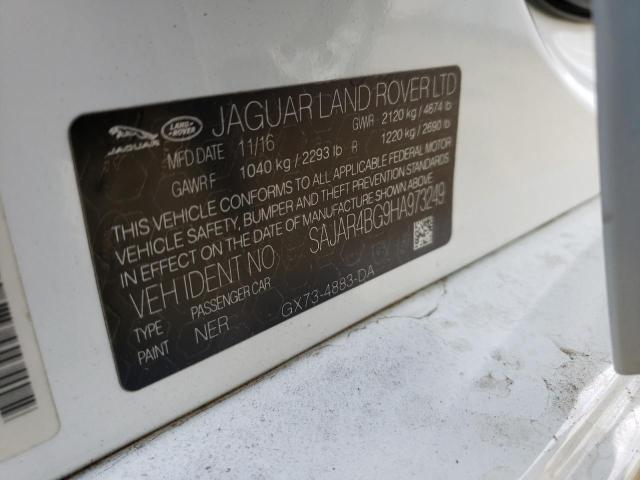 JAGUAR LAND ROVER JAGUAR LAND ROVER LTD
MFD DATE 11/16 GVWR 2120 kg / 4674 lb
GAWR F 1040 kg / 2293 lb R 1220 kg / 2690 lb
THIS VEHICLE CONFORMS TO ALL APPLICABLE FEDERAL MOTOR
VEHICLE SAFETY, BUMPER AND THEFT PREVENTION STANDARDS
IN EFFECT ON THE DATE OF MANUFACTURE SHOWN ABOVE.
VEH IDENT NO SAJAR4BG9HA973249
TYPE PASSENGER CAR
PAINT NER GX73-4883-DA